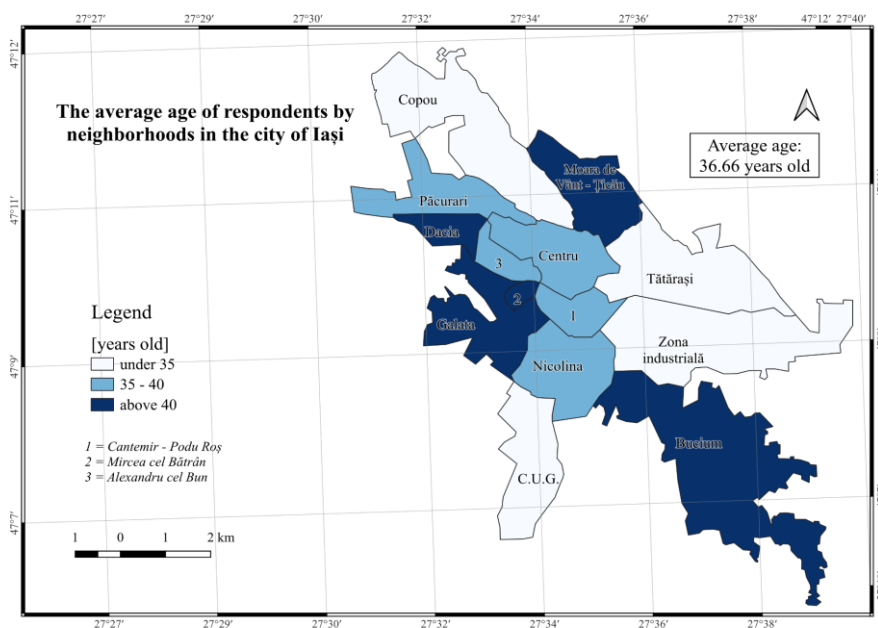 27°27' 27°30' 27°32' 27°34' 27°36' 27°38' 47°12' 27°40'
47°12'
The average age of respondents by
neighborhoods in the city of Iași
Copou
Average age:
36.66 years old
Moara de
Vânt - Țicău
47°11'
Păcurari
Dacia
Centru
3
Tătărași
2
1
Galata
Zona
industrială
Nicolina
Legend
[years old]
under 35
35 - 40
above 40
47°9'
1 = Cantemir - Podu Roș
2 = Mircea cel Bătrân
3 = Alexandru cel Bun
Bucium
C.U.G.
47°7'
1 0 1 2 km
27°27' 27°30' 27°32' 27°34' 27°36' 27°38'